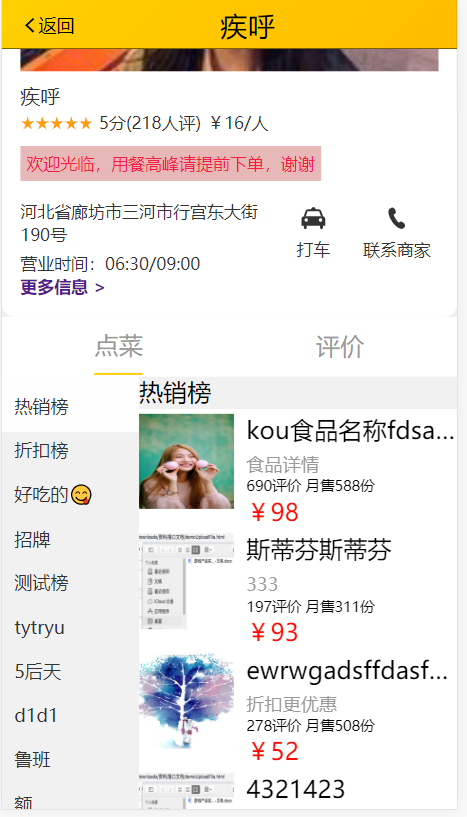 返回
疾呼
疾呼
5分(218人评) ￥16/人
欢迎光临，用餐高峰请提前下单，谢谢
河北省廊坊市三河市行宫东大街
190号
打车
联系商家
营业时间：06:30/09:00
更多信息 >
点菜
评价
热销榜
折扣榜
好吃的😋
招牌
测试榜
tytryu
5后天
d1d1
鲁班
额
热销榜
kou食品名称fdsa...
食品详情
690评价 月售588份
￥98
斯蒂芬斯蒂芬
333
197评价 月售311份
￥93
ewrwgadsffdasf...
折扣更优惠
278评价 月售508份
￥52
4321423